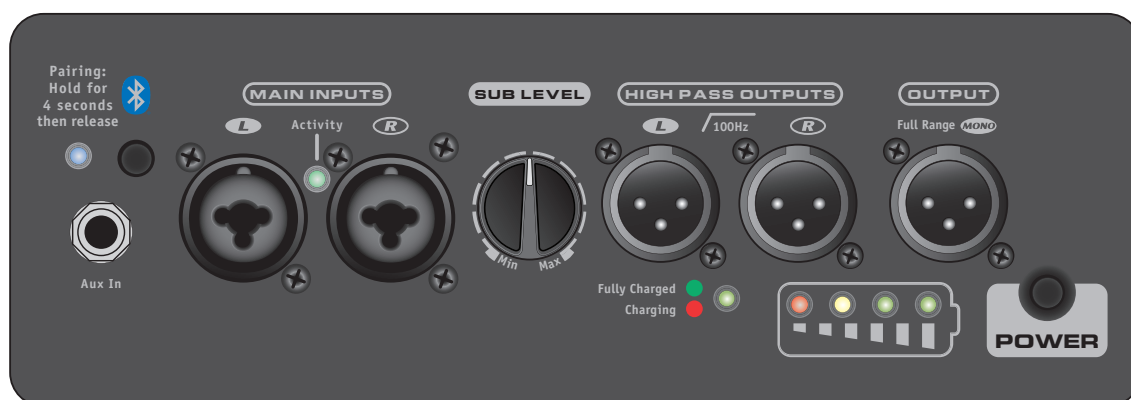 Pairing:
Hold for
4 seconds
then release
MAIN INPUTS
L
Activity
R
Aux In
SUB LEVEL
Min
Max
HIGH PASS OUTPUTS
L
100Hz
R
OUTPUT
Full Range MONO
Fully Charged
Charging
POWER